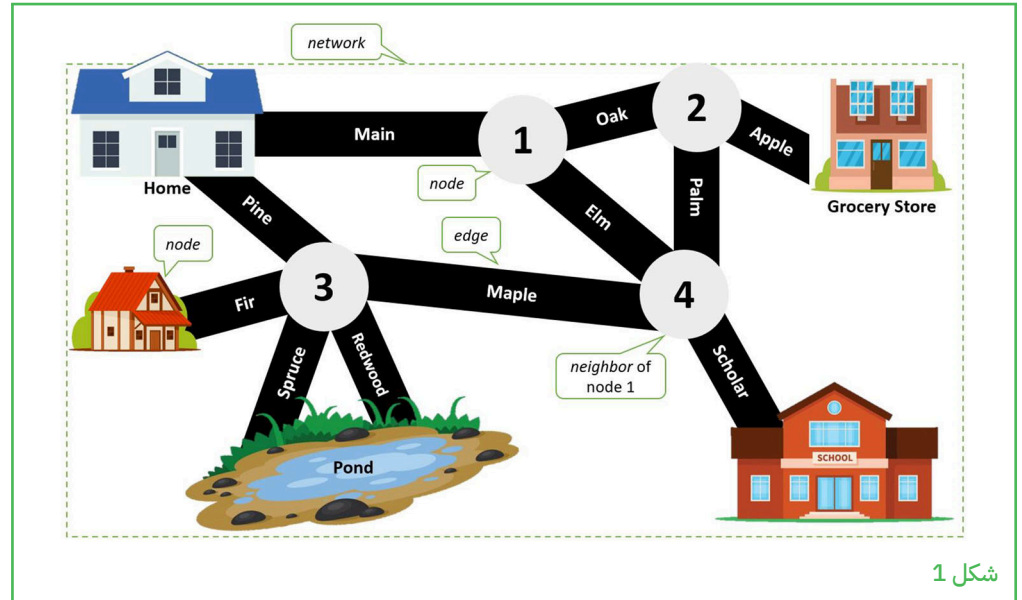 network
Main
1
Oak
2
Apple
Home
node
Elm
Palm
Grocery Store
Pine
edge
node
3
Maple
4
Fir
Spruce
Redwood
neighbor of
node 1
Scholar
SCHOOL
Pond
شكل 1